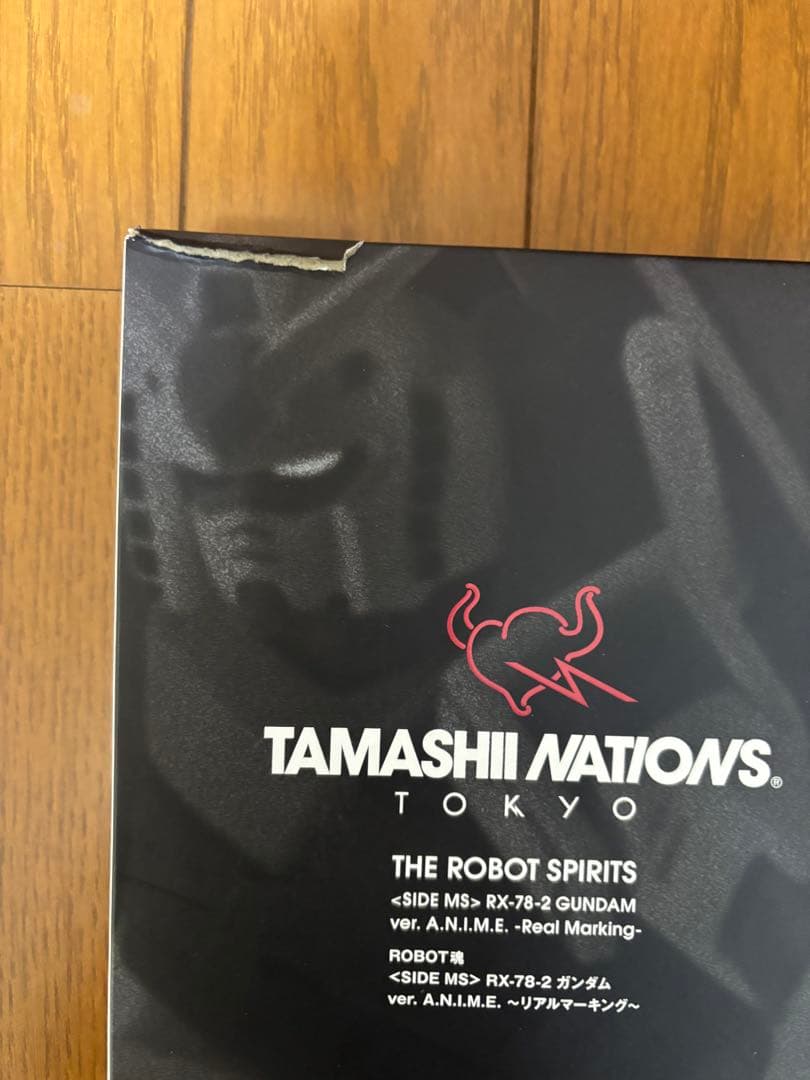 TAMASHII NATIONS®
TOKYO
THE ROBOT SPIRITS
<SIDE MS> RX-78-2 GUNDAM
ver. A.N.I.M.E. -Real Marking-
ROBOT魂
<SIDE MS> RX-78-2 ガンダム
ver. A.N.I.M.E. ～リアルマーキング～